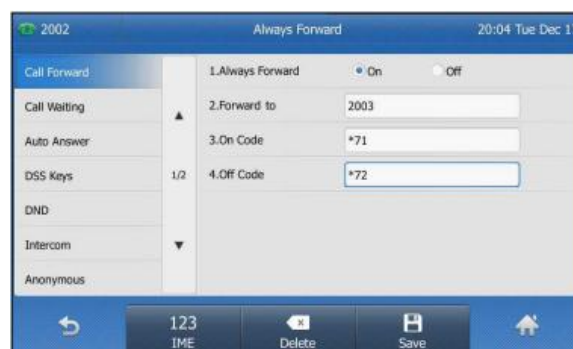 2002 Always Forward 20:04 Tue Dec 1
Call Forward 1.Always Forward On Off
Call Waiting 2.Forward to 2003
Auto Answer 3.On Code *71
DSS Keys 1/2 4.Off Code *72
DND
Intercom
Anonymous
123
IME Delete Save